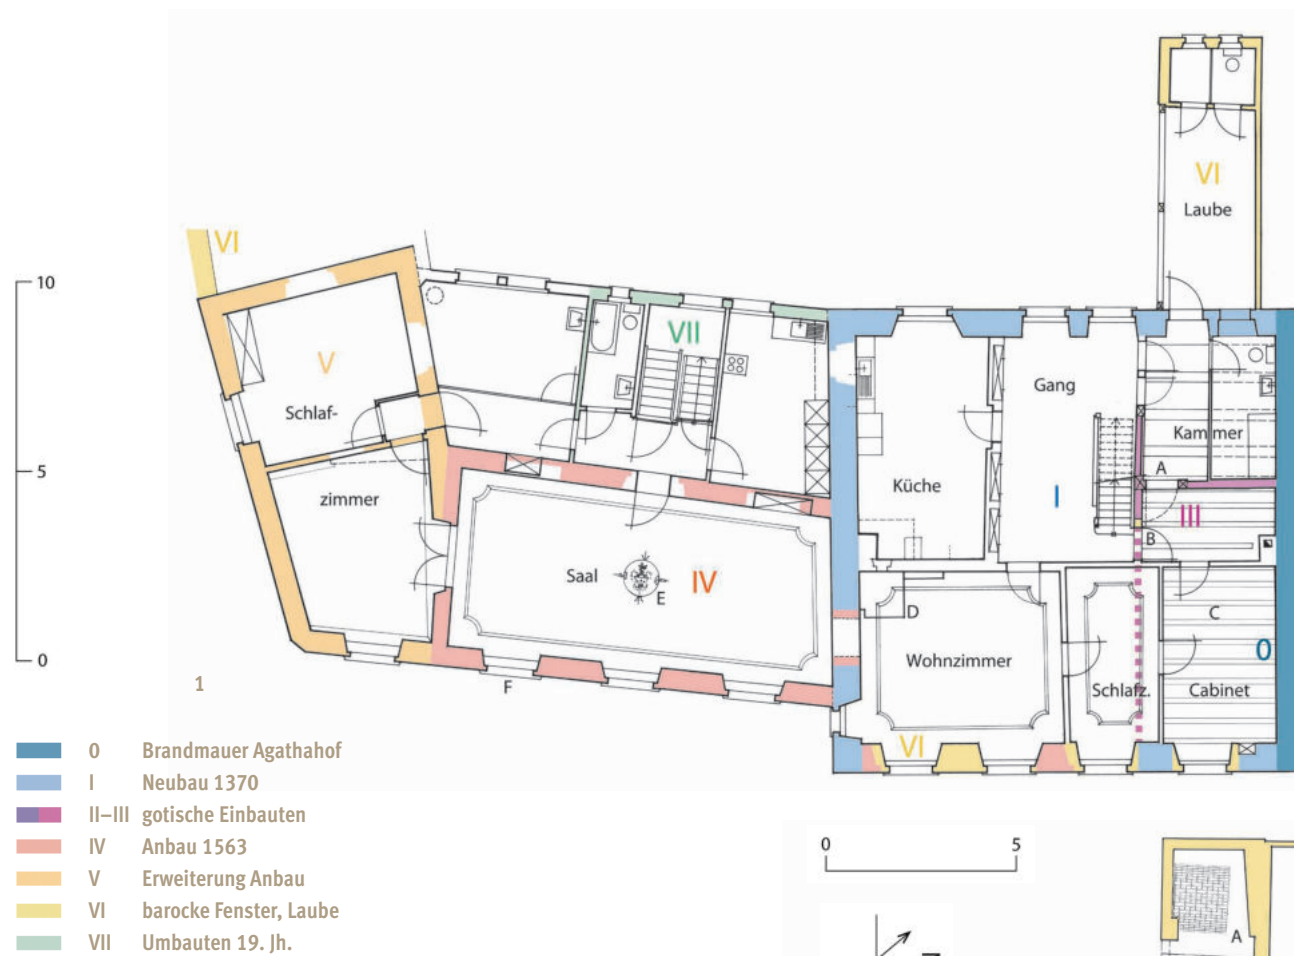 VI
Laube
VI
10
V
Schlaf-
VII
Gang
Kammer
A
5
zimmer
Küche
I
III
B
Saal
E
IV
D
C
0
Wohnzimmer
Schlafz.
Cabinet
0
1
F
VI
0 Brandmauer Agathahof
I Neubau 1370
II–III gotische Einbauten
IV Anbau 1563
V Erweiterung Anbau
VI barocke Fenster, Laube
VII Umbauten 19. Jh.
0 5
A